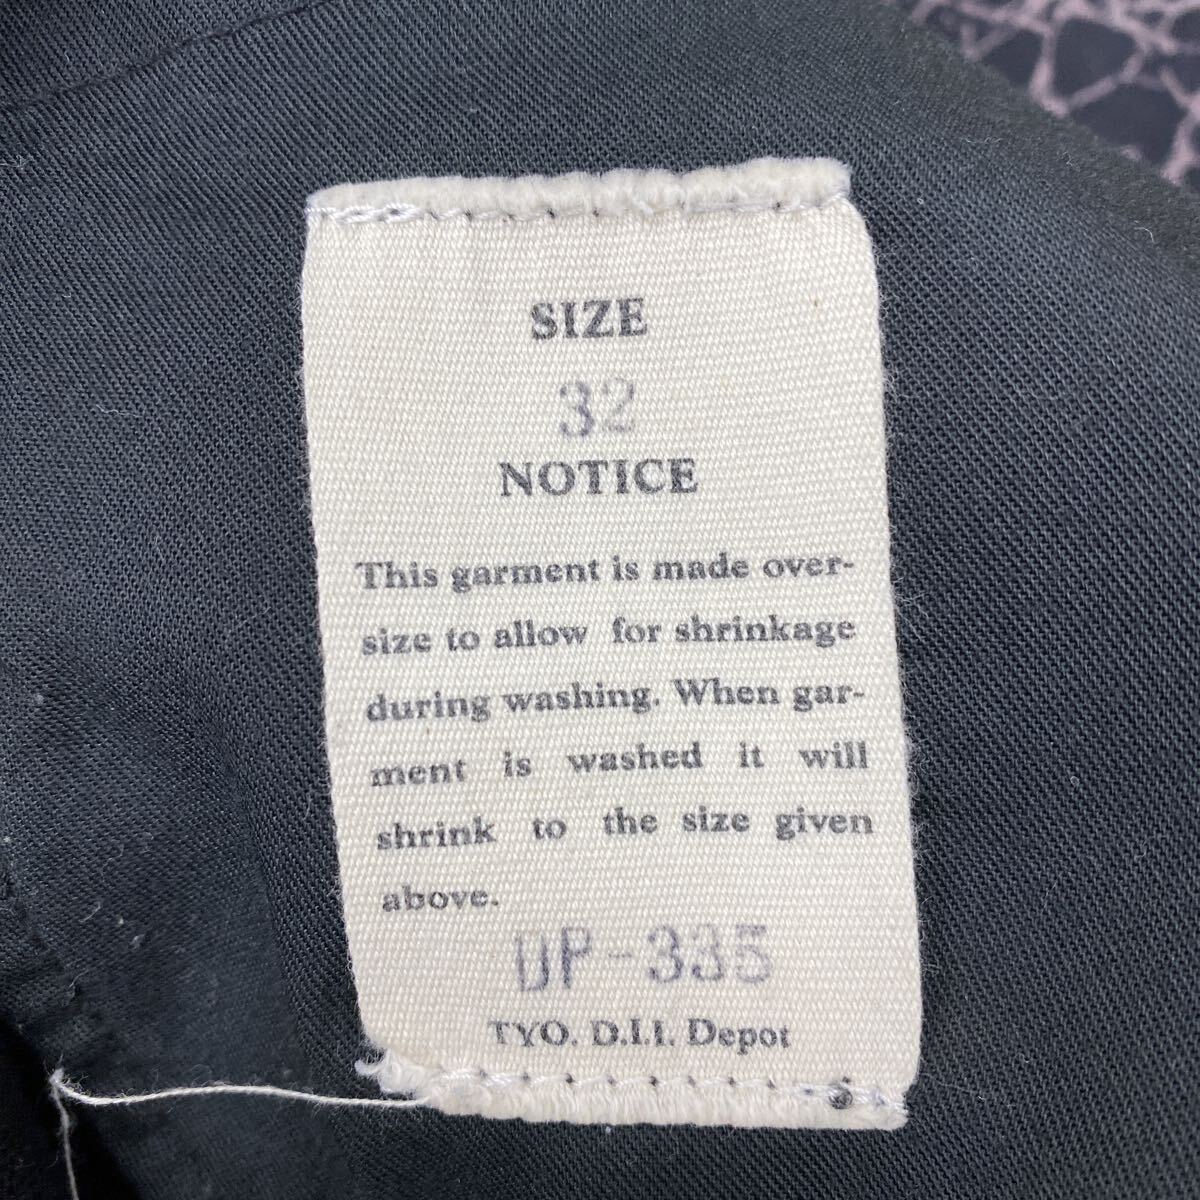 SIZE
32
NOTICE
This garment is made over-
size to allow for shrinkage
during washing. When gar-
ment is washed it will
shrink to the size given
above.
UP-335
TYO. D.I.I. Depot